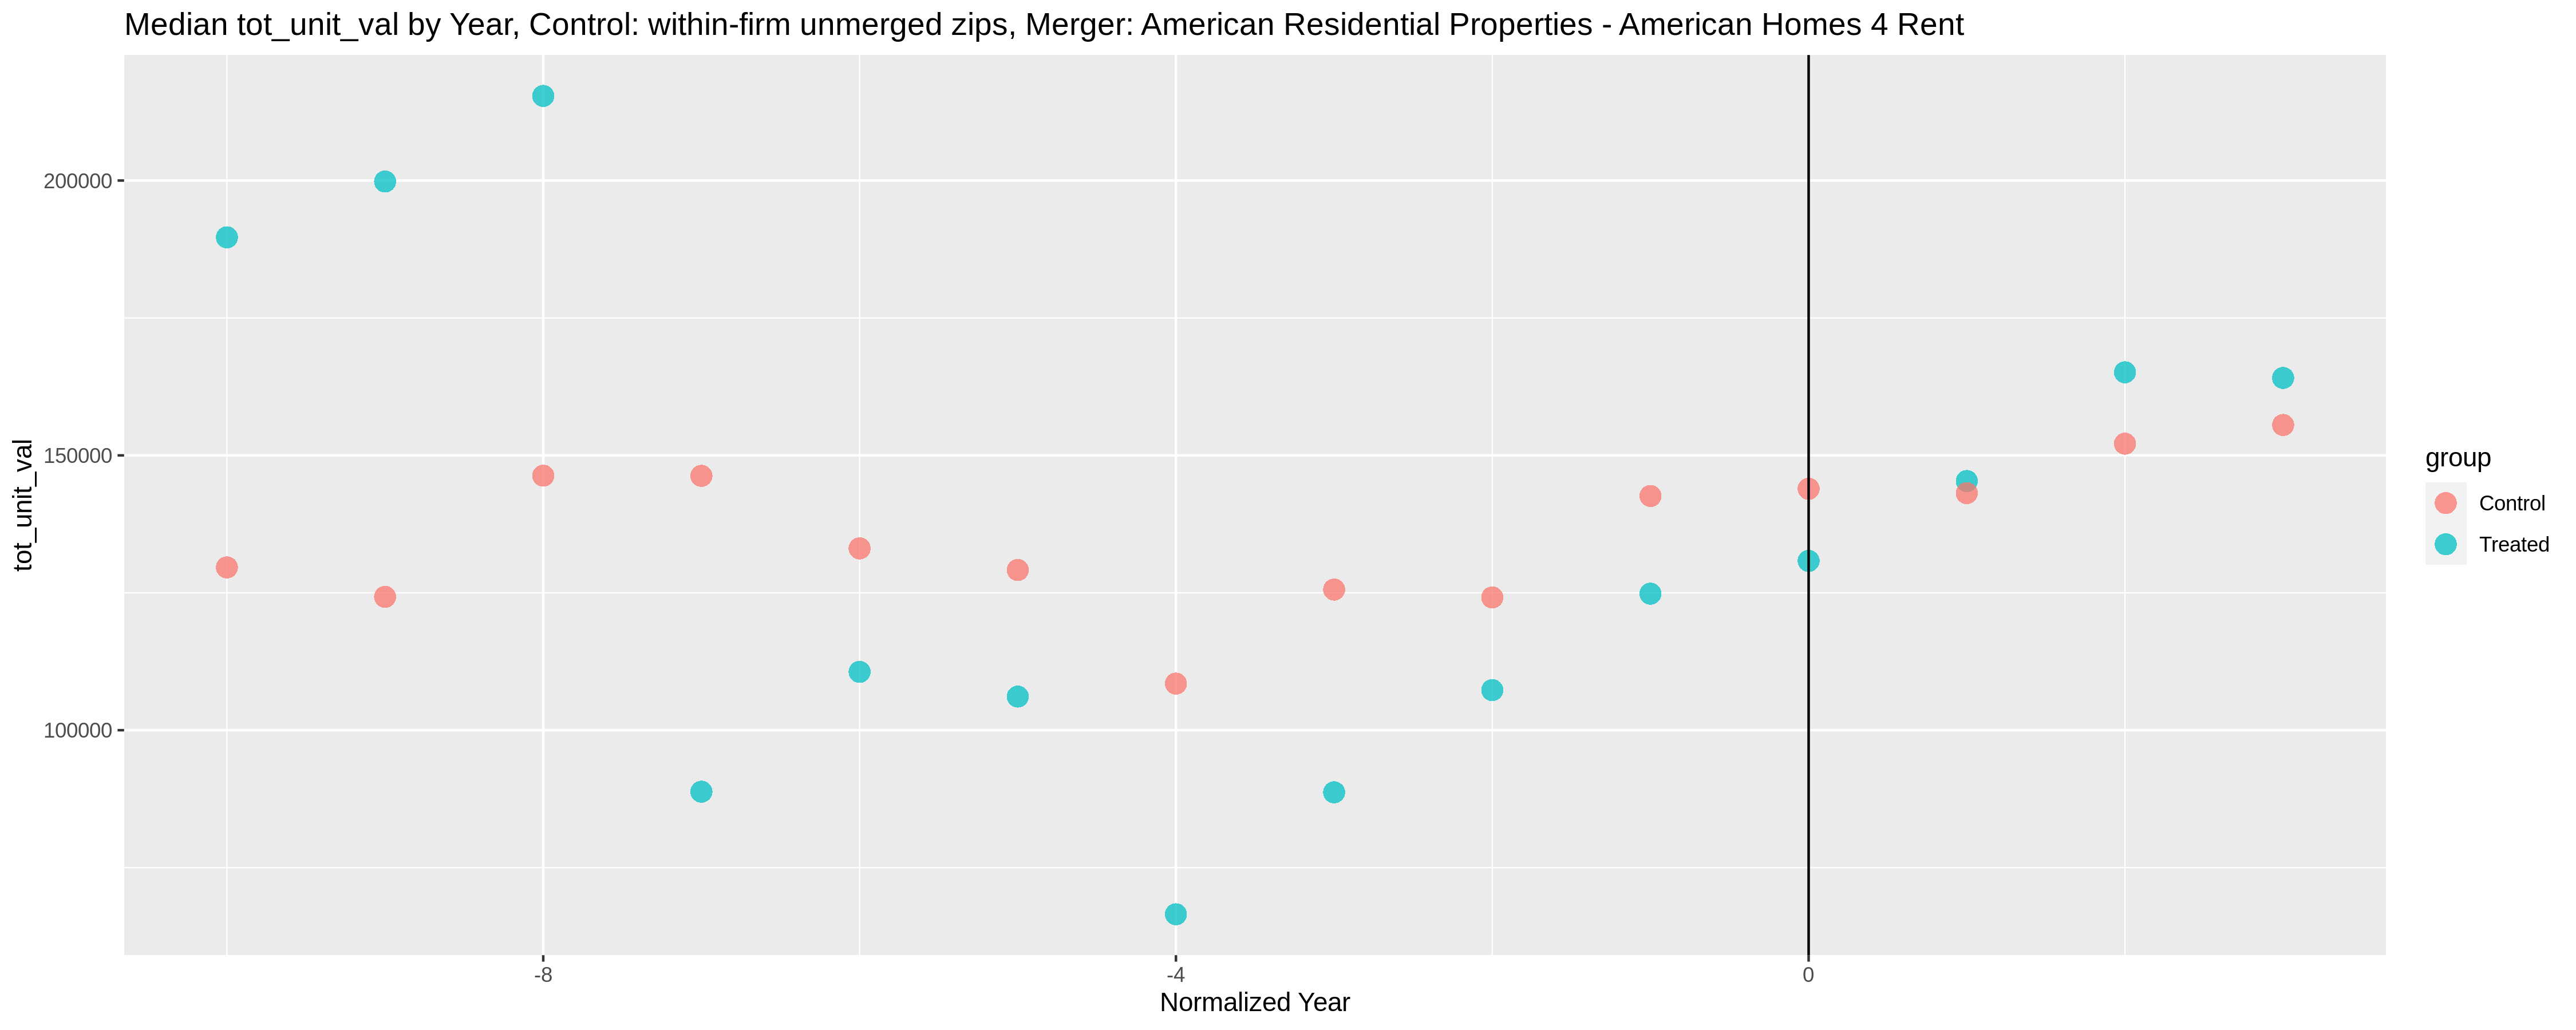 Median tot_unit_val by Year, Control: within-firm unmerged zips, Merger: American Residential Properties - American Homes 4 Rent
tot_unit_val
200000
150000
100000
-8
-4
0
Normalized Year
group
Control
Treated